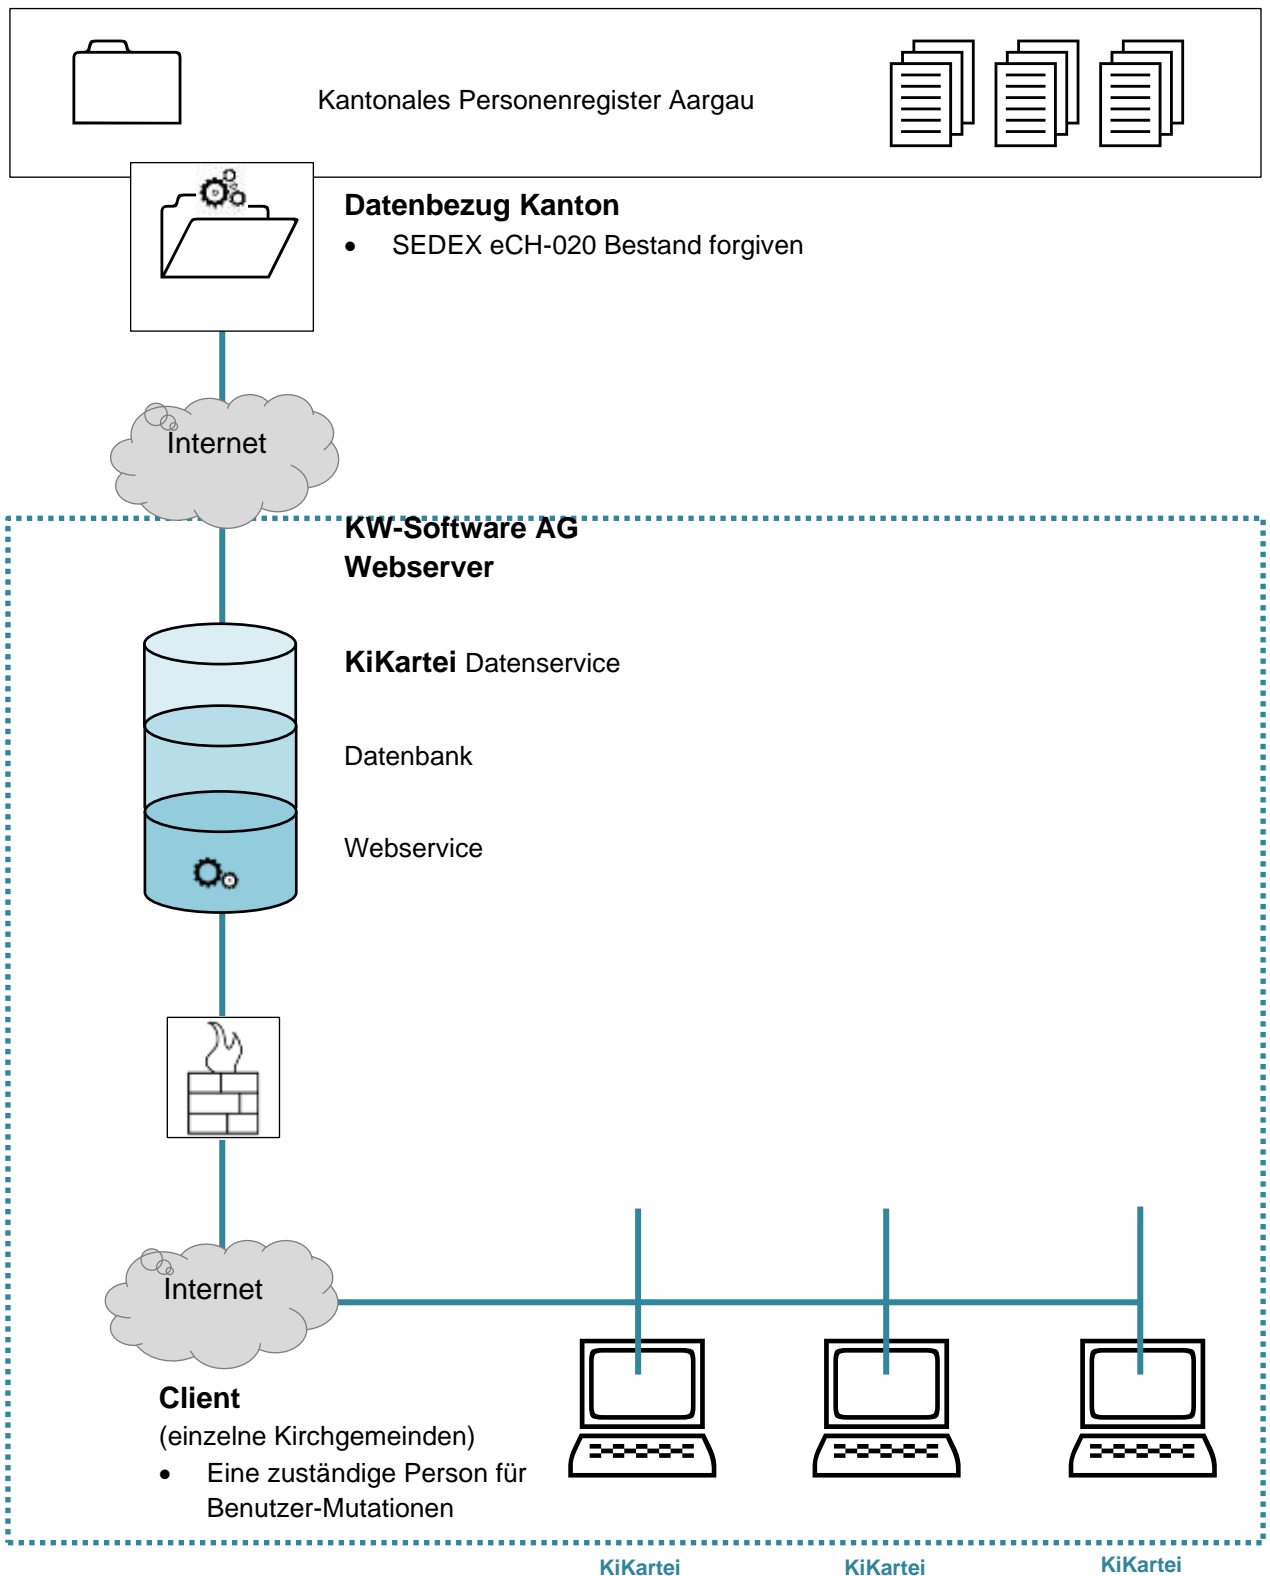 Kantonales Personenregister Aargau
Datenbezug Kanton
• SEDEX eCH-020 Bestand forgiven
Internet
KW-Software AG
Webserver
KiKartei Datenservice
Datenbank
Webservice
Internet
Client
(einzelne Kirchgemeinden)
• Eine zuständige Person für
Benutzer-Mutationen
KiKartei
KiKartei
KiKartei